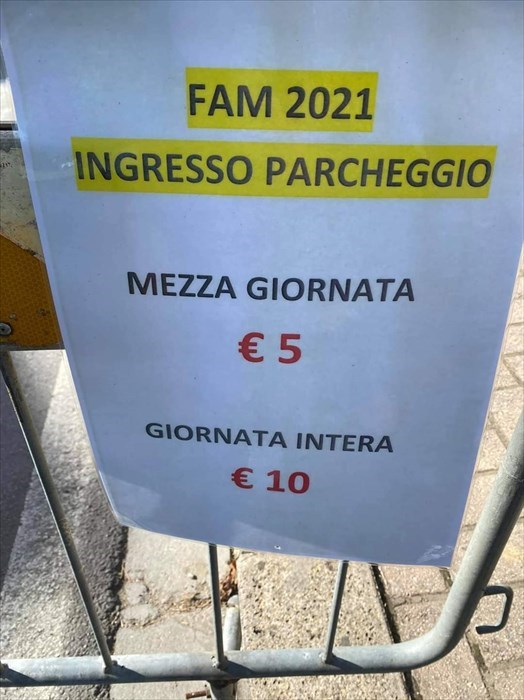 FAM 2021
INGRESSO PARCHEGGIO
MEZZA GIORNATA
€ 5
GIORNATA INTERA
€ 10